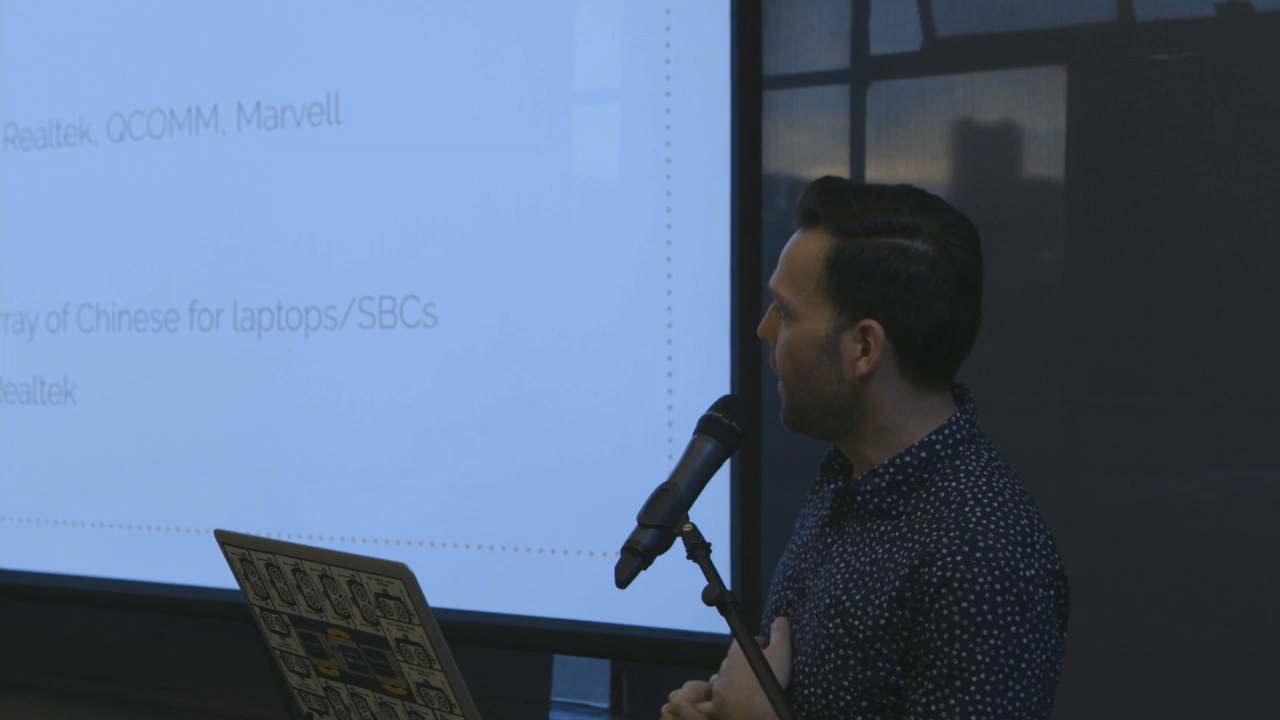 Realtek, QCOMM, Marvell
rray of Chinese for laptops/SBCs
Realtek